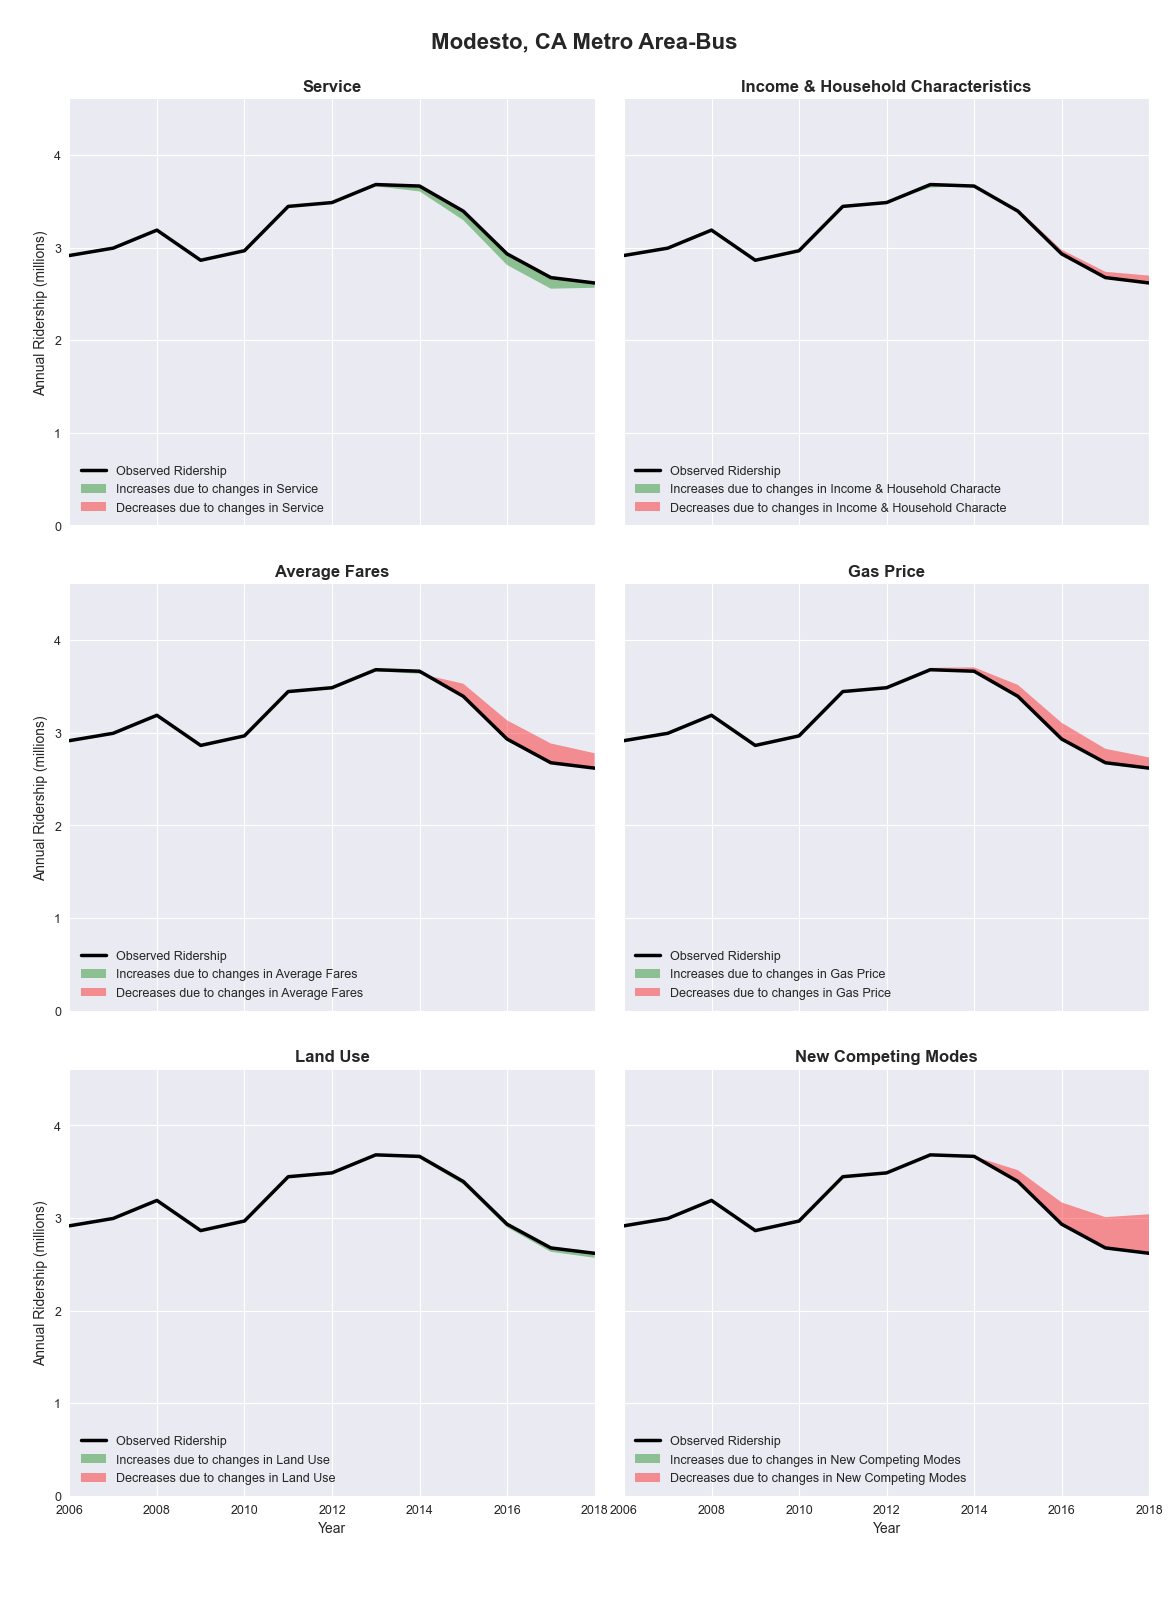 Modesto, CA Metro Area-Bus
Service
Annual Ridership (millions)
4
3
2
1
0
Observed Ridership
Increases due to changes in Service
Decreases due to changes in Service
Income & Household Characteristics
Observed Ridership
Increases due to changes in Income & Household Characte
Decreases due to changes in Income & Household Characte
Average Fares
Annual Ridership (millions)
4
3
2
1
0
Observed Ridership
Increases due to changes in Average Fares
Decreases due to changes in Average Fares
Gas Price
Observed Ridership
Increases due to changes in Gas Price
Decreases due to changes in Gas Price
Land Use
Annual Ridership (millions)
4
3
2
1
0
Observed Ridership
Increases due to changes in Land Use
Decreases due to changes in Land Use
2006 2008 2010 2012 2014 2016 2018
Year
New Competing Modes
Observed Ridership
Increases due to changes in New Competing Modes
Decreases due to changes in New Competing Modes
2006 2008 2010 2012 2014 2016 2018
Year